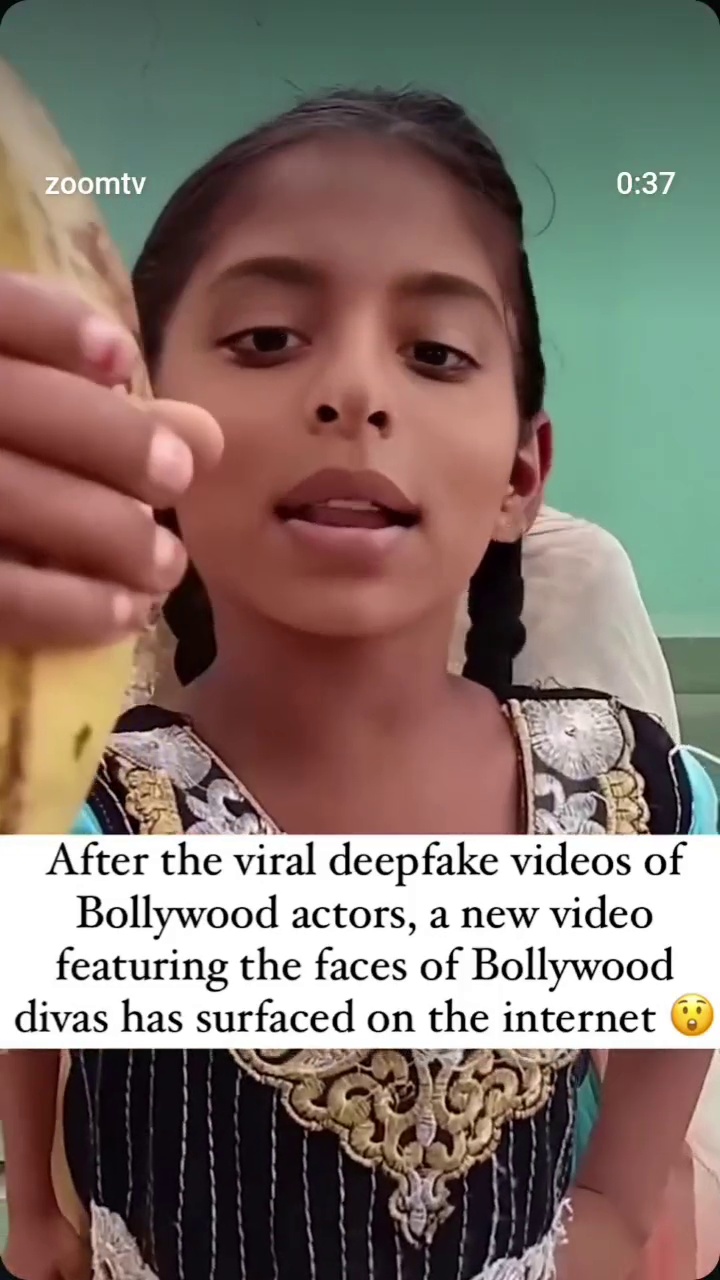 zoomtv
0:37
After the viral deepfake videos of
Bollywood actors, a new video
featuring the faces of Bollywood
divas has surfaced on the internet 😲